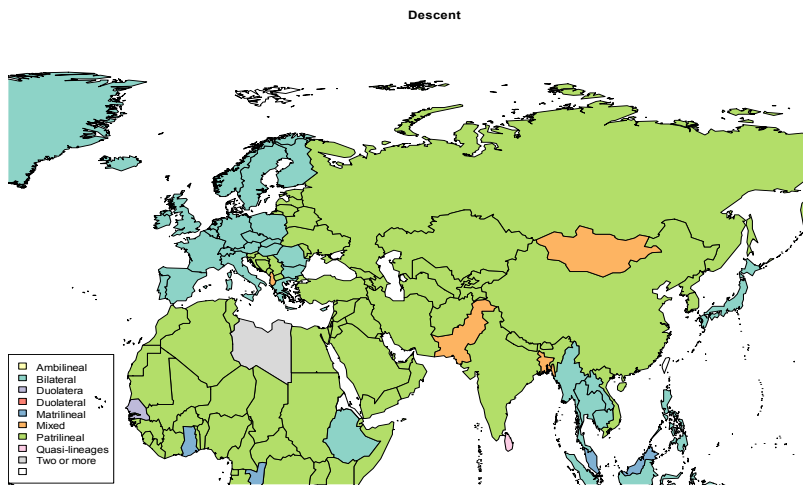 Descent
Ambilineal
Bilateral
Duolatera
Duolateral
Matrilineal
Mixed
Patrilineal
Quasi-lineages
Two or more